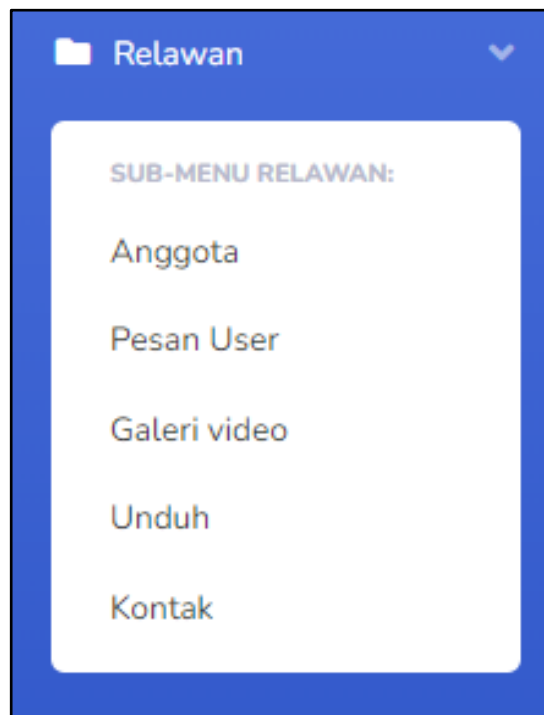 Relawan
SUB-MENU RELAWAN:
Anggota
Pesan User
Galeri video
Unduh
Kontak